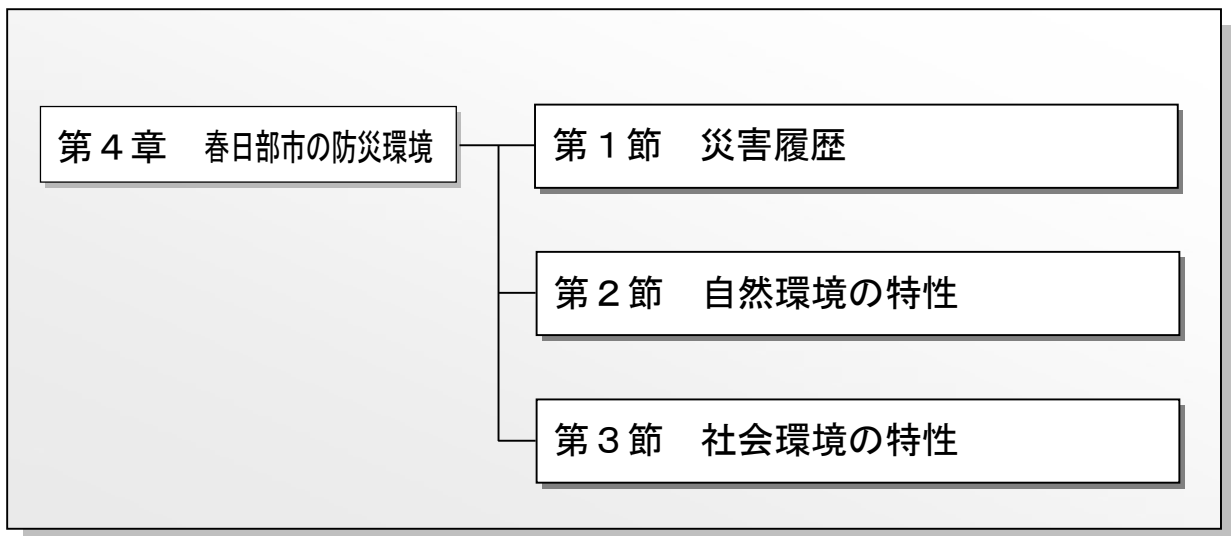 第４章　春日部市の防災環境
第１節　災害履歴
第２節　自然環境の特性
第３節　社会環境の特性